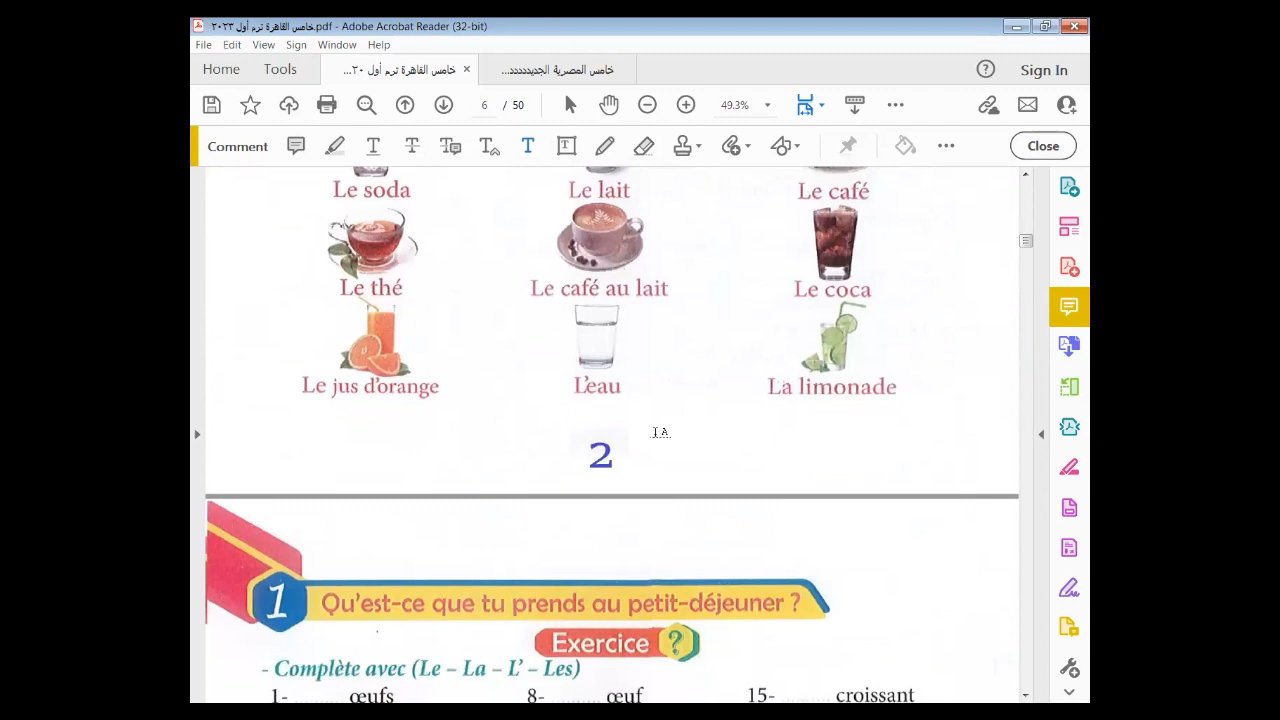 خامس القاهرة ترم أول ٢٠٢٣.pdf - Adobe Acrobat Reader (32-bit)
File Edit View Sign Window Help
Home Tools خامس القاهرة ترم أول ٢٠... × خامس المصرية الجديددددد... Sign In
6 / 50 49.3%
Comment Close
Le soda Le lait Le café
Le thé Le café au lait Le coca
Le jus d'orange L'eau La limonade
2
1 Qu'est-ce que tu prends au petit-déjeuner ?
Exercice ?
- Complète avec (Le – La – L' – Les)
1- ........ œufs 8- ........ œuf 15- ........ croissant